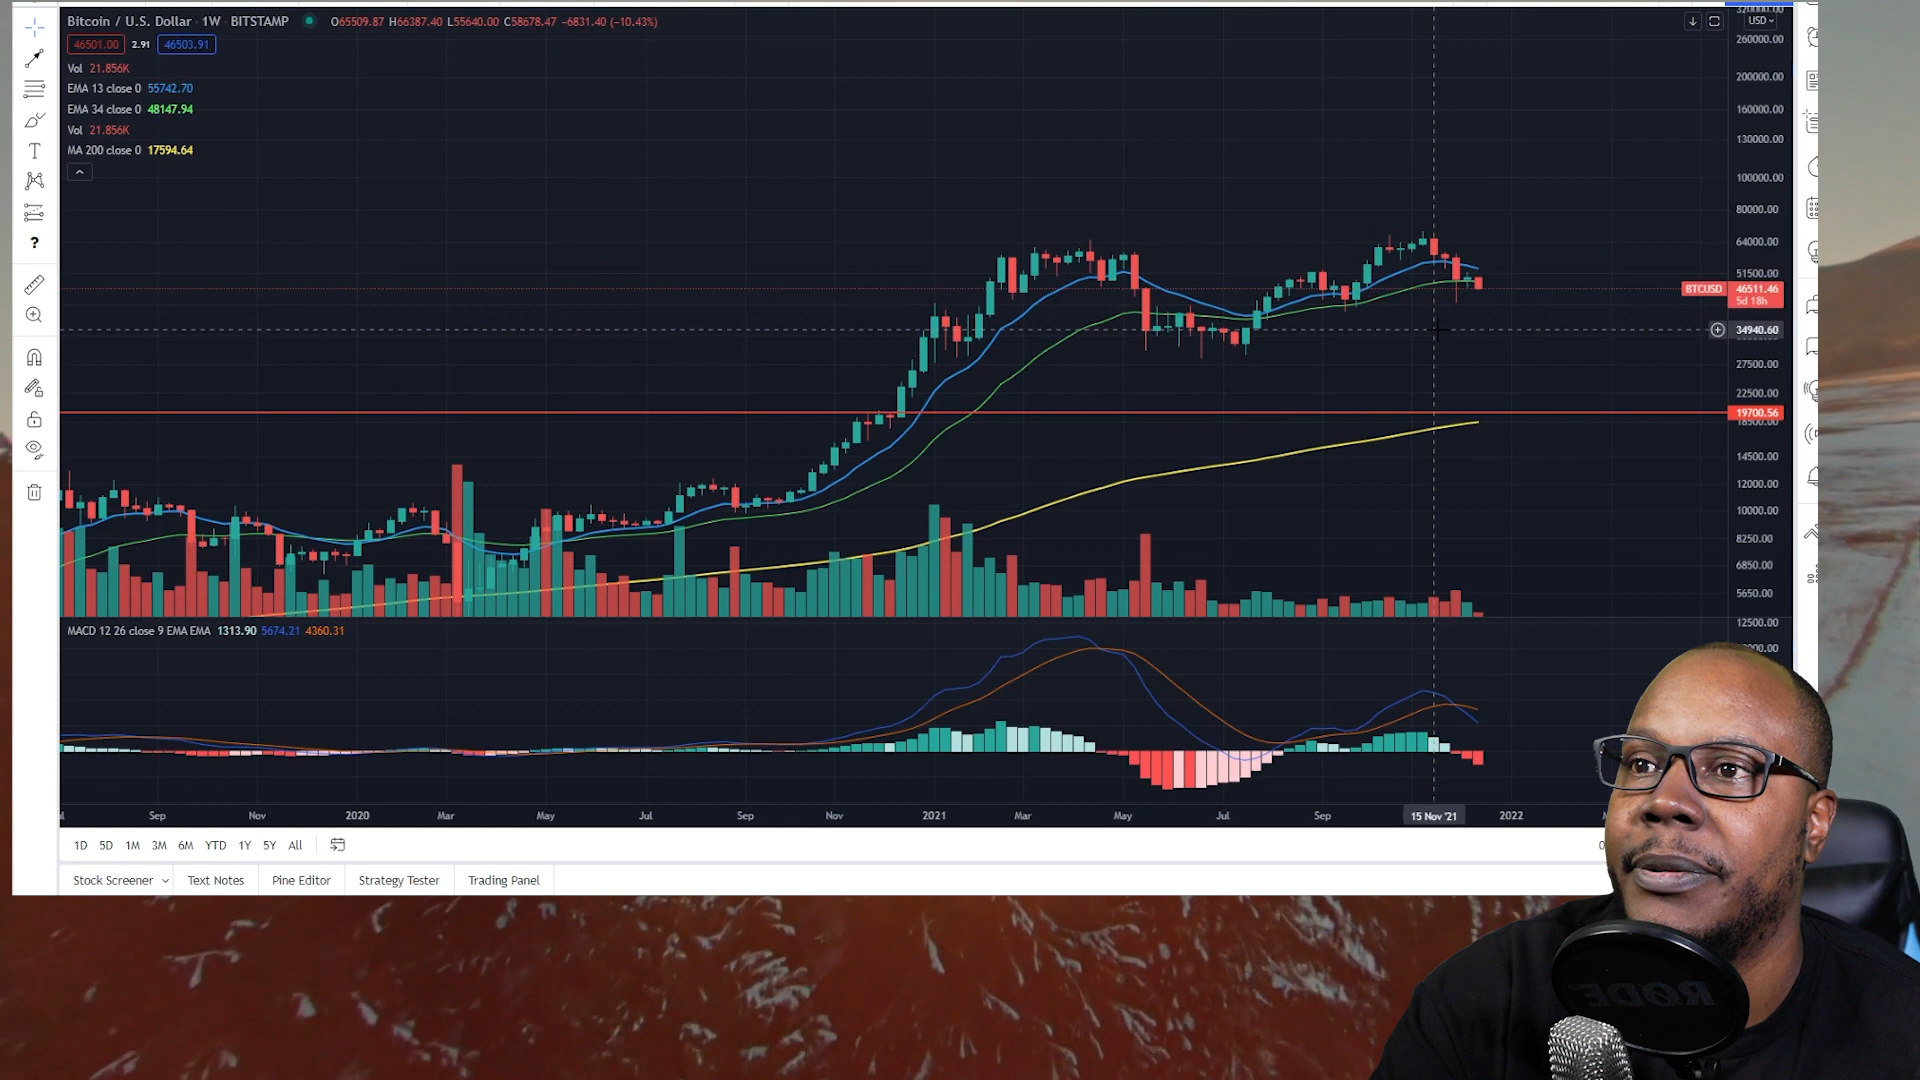 Bitcoin / U.S. Dollar · 1W · BITSTAMP O65509.87 H66387.40 L55640.00 C58678.47 −6831.40 (−10.43%)
USD
46501.00 2.91 46503.91
Vol 21.856K
EMA 13 close 0 55742.70
EMA 34 close 0 48147.94
Vol 21.856K
MA 200 close 0 17594.64
320000.00
260000.00
200000.00
160000.00
130000.00
100000.00
80000.00
64000.00
51500.00
BTCUSD 46511.46
5d 18h
34940.60
27500.00
22500.00
19700.56
18500.00
14500.00
12000.00
10000.00
8250.00
6850.00
5650.00
12500.00
MACD 12 26 close 9 EMA EMA 1313.90 5674.21 4360.31
Sep Nov 2020 Mar May Jul Sep Nov 2021 Mar May Jul Sep 15 Nov '21 2022
1D 5D 1M 3M 6M YTD 1Y 5Y All
Stock Screener Text Notes Pine Editor Strategy Tester Trading Panel
RØDE